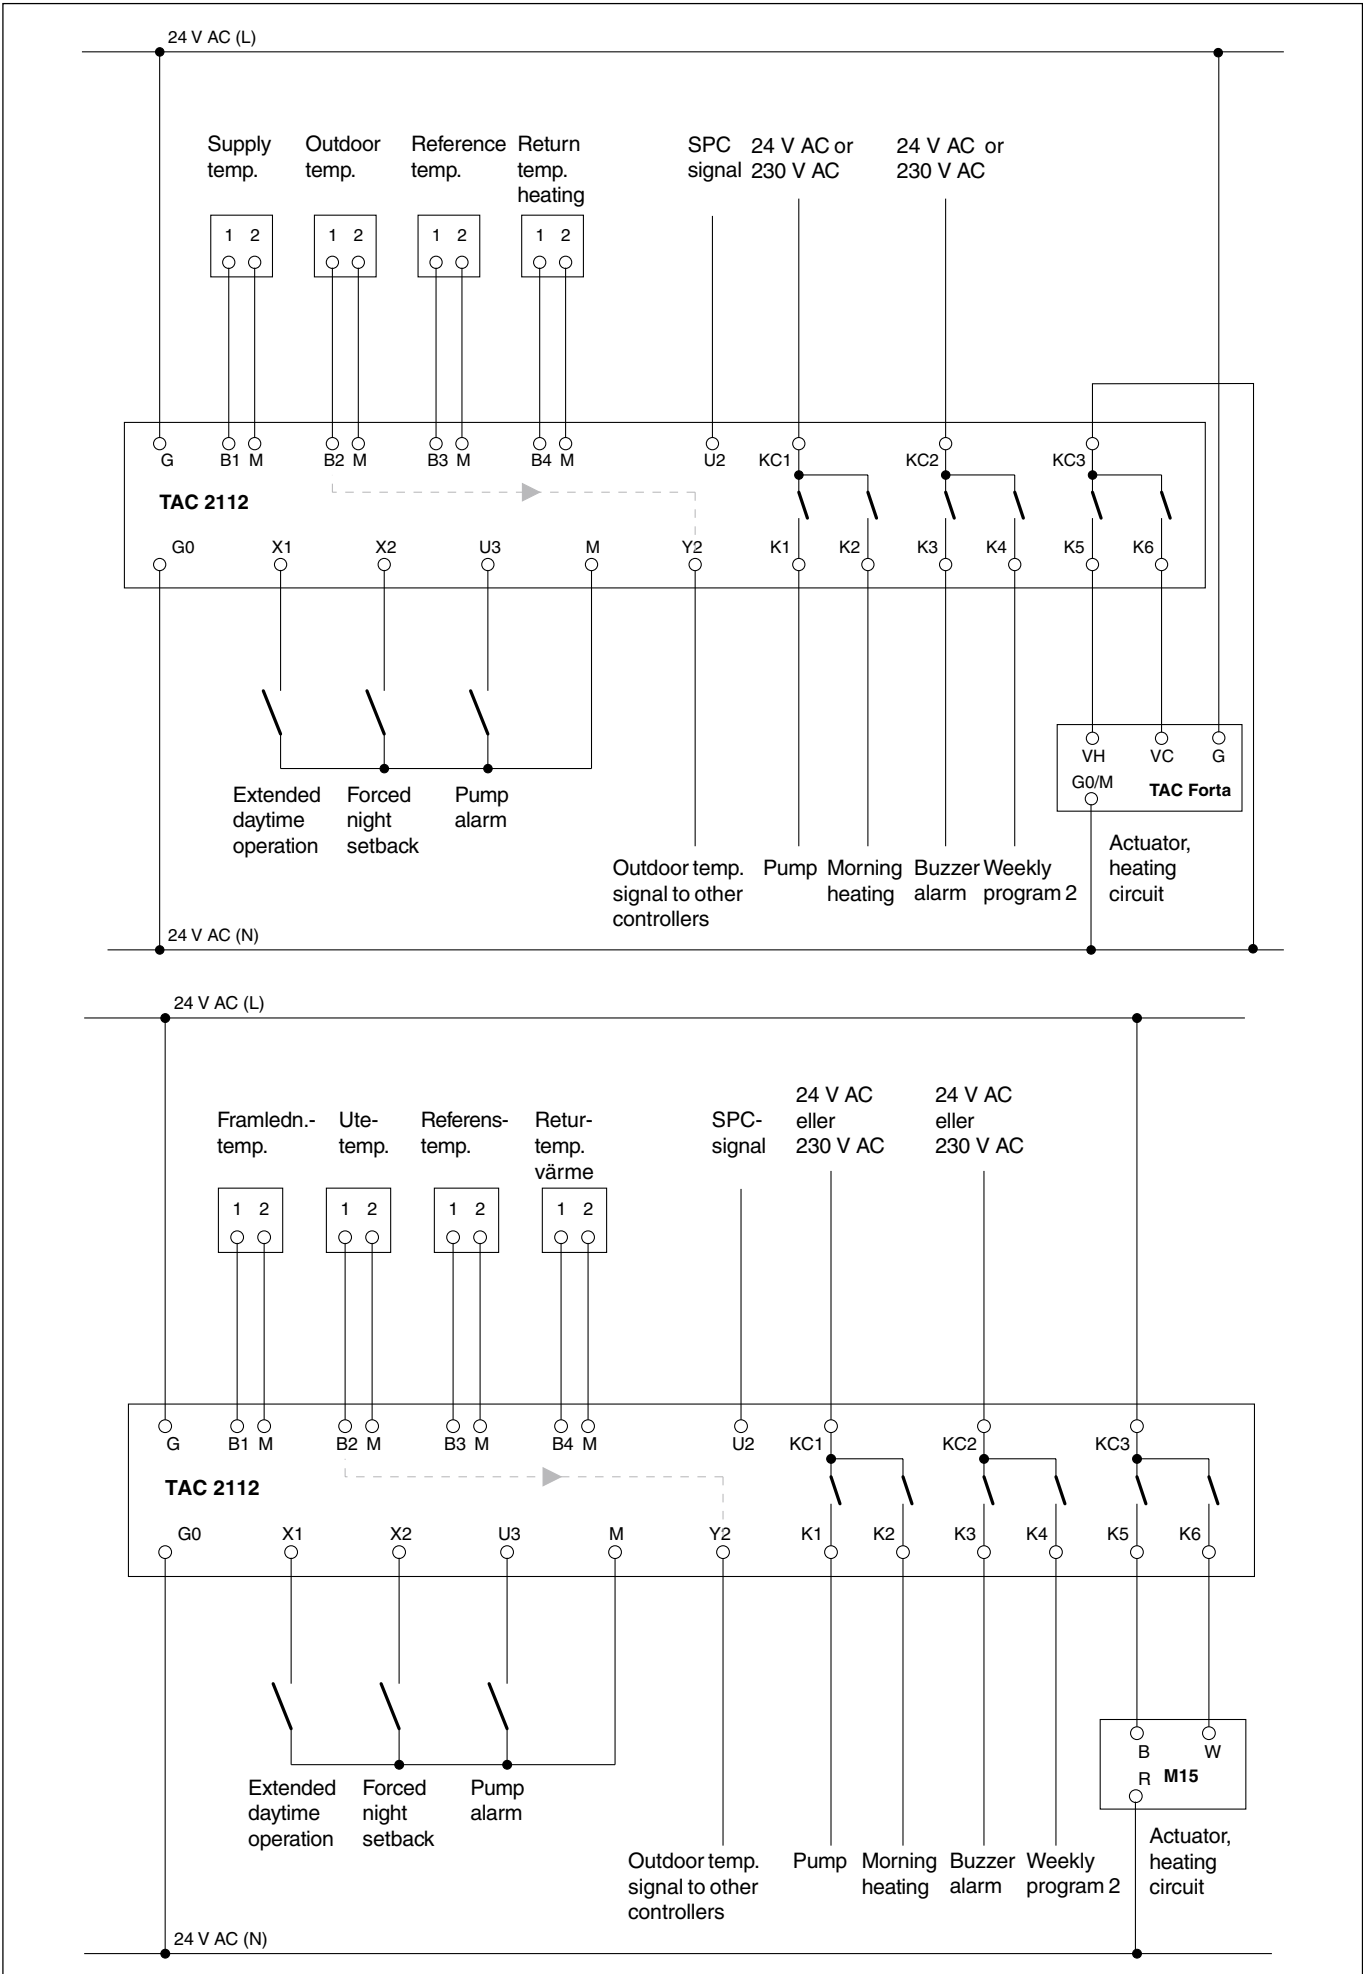 24 V AC (L)
Supply
temp.
Outdoor
temp.
Reference
temp.
Return
temp.
heating
SPC
signal
24 V AC or
230 V AC
24 V AC or
230 V AC
1 2
1 2
1 2
1 2
G B1 M B2 M B3 M B4 M U2 KC1 KC2 KC3
TAC 2112
G0 X1 X2 U3 M Y2 K1 K2 K3 K4 K5 K6
VH VC G
G0/M TAC Forta
Extended
daytime
operation
Forced
night
setback
Pump
alarm
Outdoor temp.
signal to other
controllers
Pump
Morning
heating
Buzzer
alarm
Weekly
program 2
Actuator,
heating
circuit
24 V AC (N)
24 V AC (L)
Framledn.-
temp.
Ute-
temp.
Referens-
temp.
Retur-
temp.
värme
SPC-
signal
24 V AC
eller
230 V AC
24 V AC
eller
230 V AC
1 2
1 2
1 2
1 2
G B1 M B2 M B3 M B4 M U2 KC1 KC2 KC3
TAC 2112
G0 X1 X2 U3 M Y2 K1 K2 K3 K4 K5 K6
B W
R M15
Extended
daytime
operation
Forced
night
setback
Pump
alarm
Outdoor temp.
signal to other
controllers
Pump
Morning
heating
Buzzer
alarm
Weekly
program 2
Actuator,
heating
circuit
24 V AC (N)